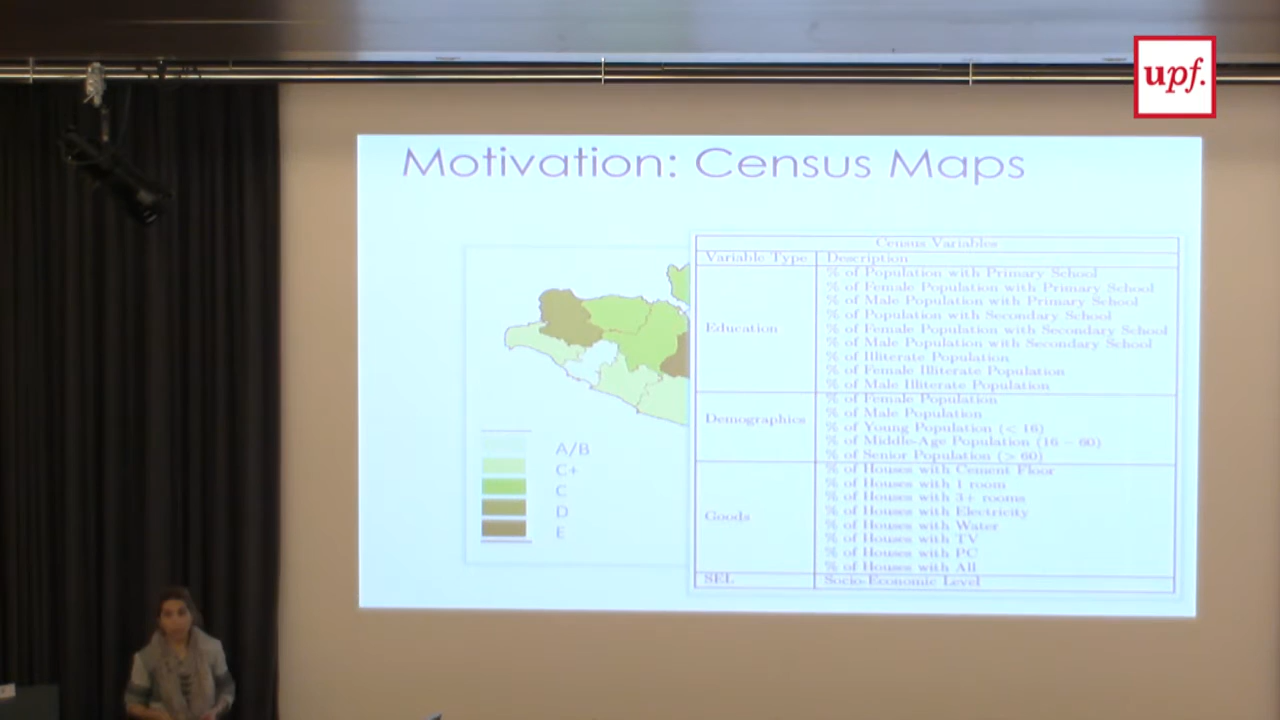 upf.
Motivation: Census Maps
Census Variables
Variable Type Description
Education
% of Population with Primary School
% of Female Population with Primary School
% of Male Population with Primary School
% of Population with Secondary School
% of Female Population with Secondary School
% of Male Population with Secondary School
% of Illiterate Population
% of Female Illiterate Population
% of Male Illiterate Population
Demographics
% of Female Population
% of Male Population
% of Young Population (< 16)
% of Middle-Age Population (16 – 60)
% of Senior Population (> 60)
Goods
% of Houses with Cement Floor
% of Houses with 1 room
% of Houses with 3+ rooms
% of Houses with Electricity
% of Houses with Water
% of Houses with TV
% of Houses with PC
% of Houses with All
SEL Socio-Economic Level
A/B
C+
C
D
E